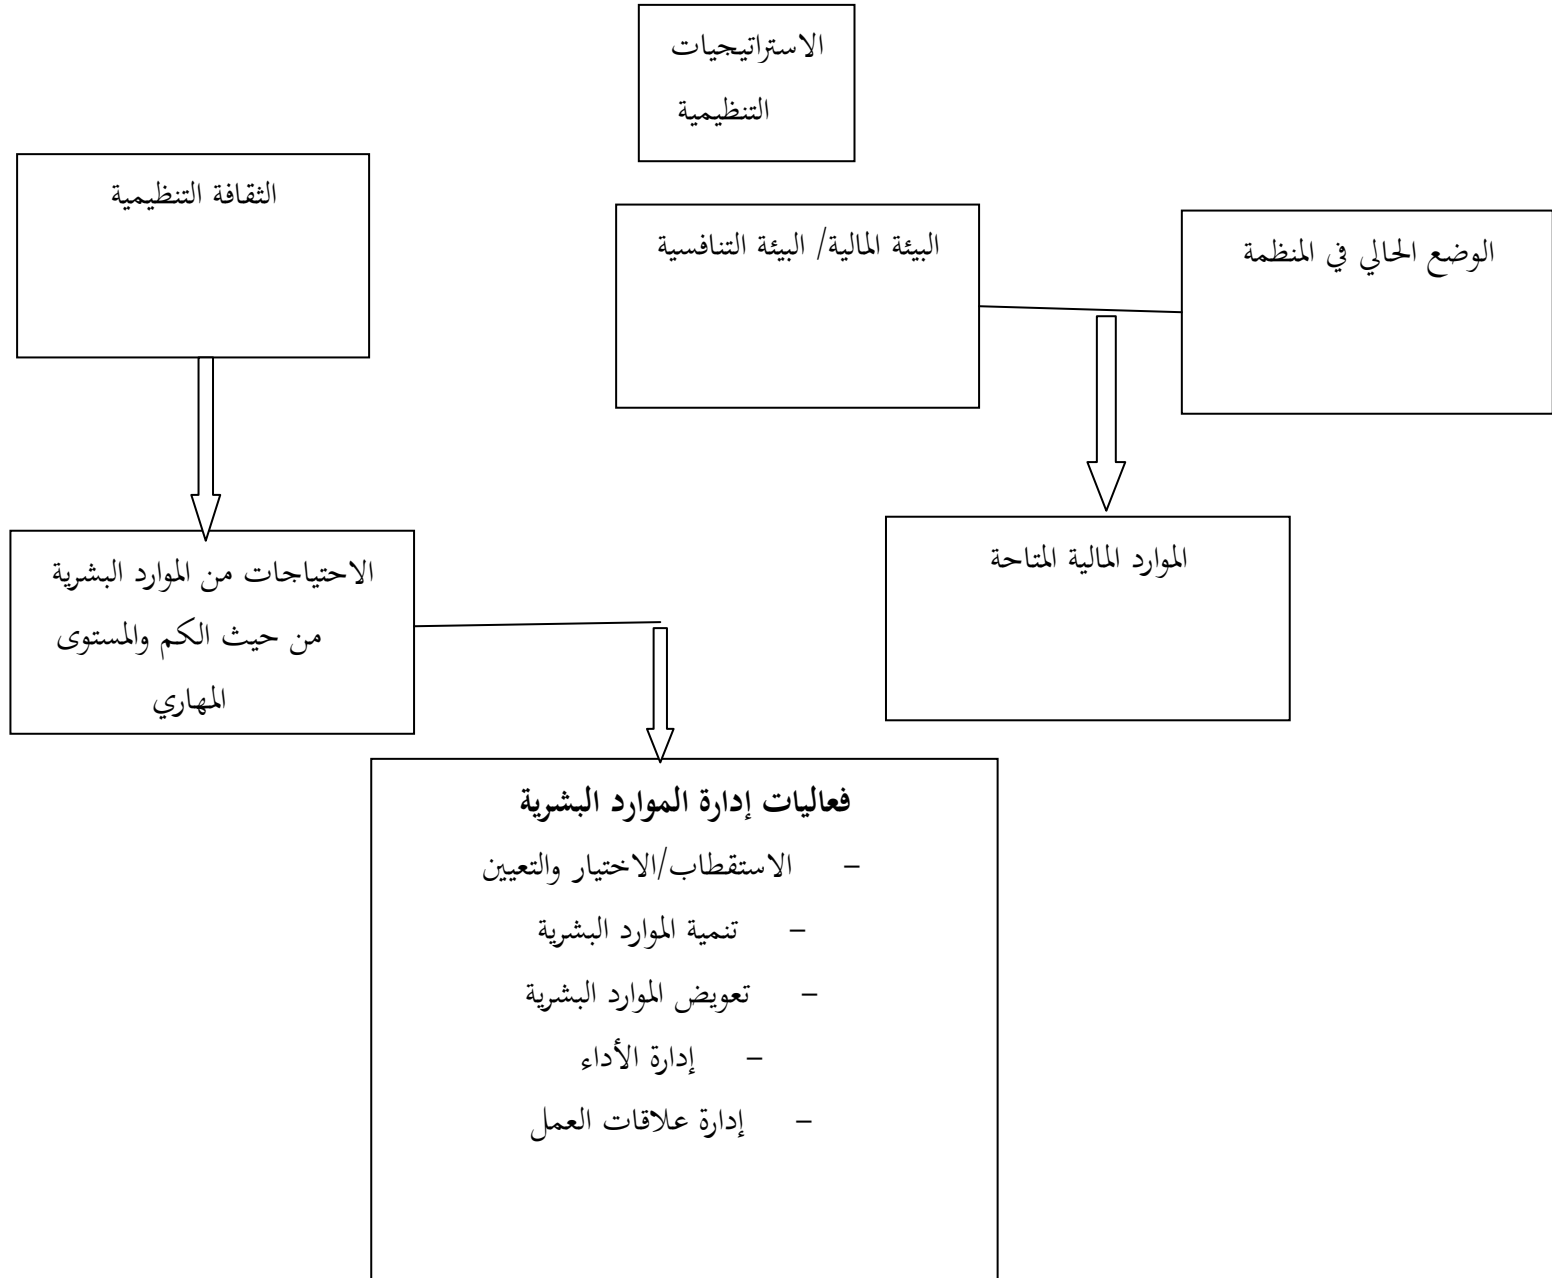 الاستراتيجيات
التنظيمية
الثقافة التنظيمية
البيئة المالية/ البيئة التنافسية
الوضع الحالي في المنظمة
الموارد المالية المتاحة
الاحتياجات من الموارد البشرية
من حيث الكم والمستوى
المهاري
فعاليات إدارة الموارد البشرية
– الاستقطاب/الاختيار والتعيين
– تنمية الموارد البشرية
– تعويض الموارد البشرية
– إدارة الأداء
– إدارة علاقات العمل